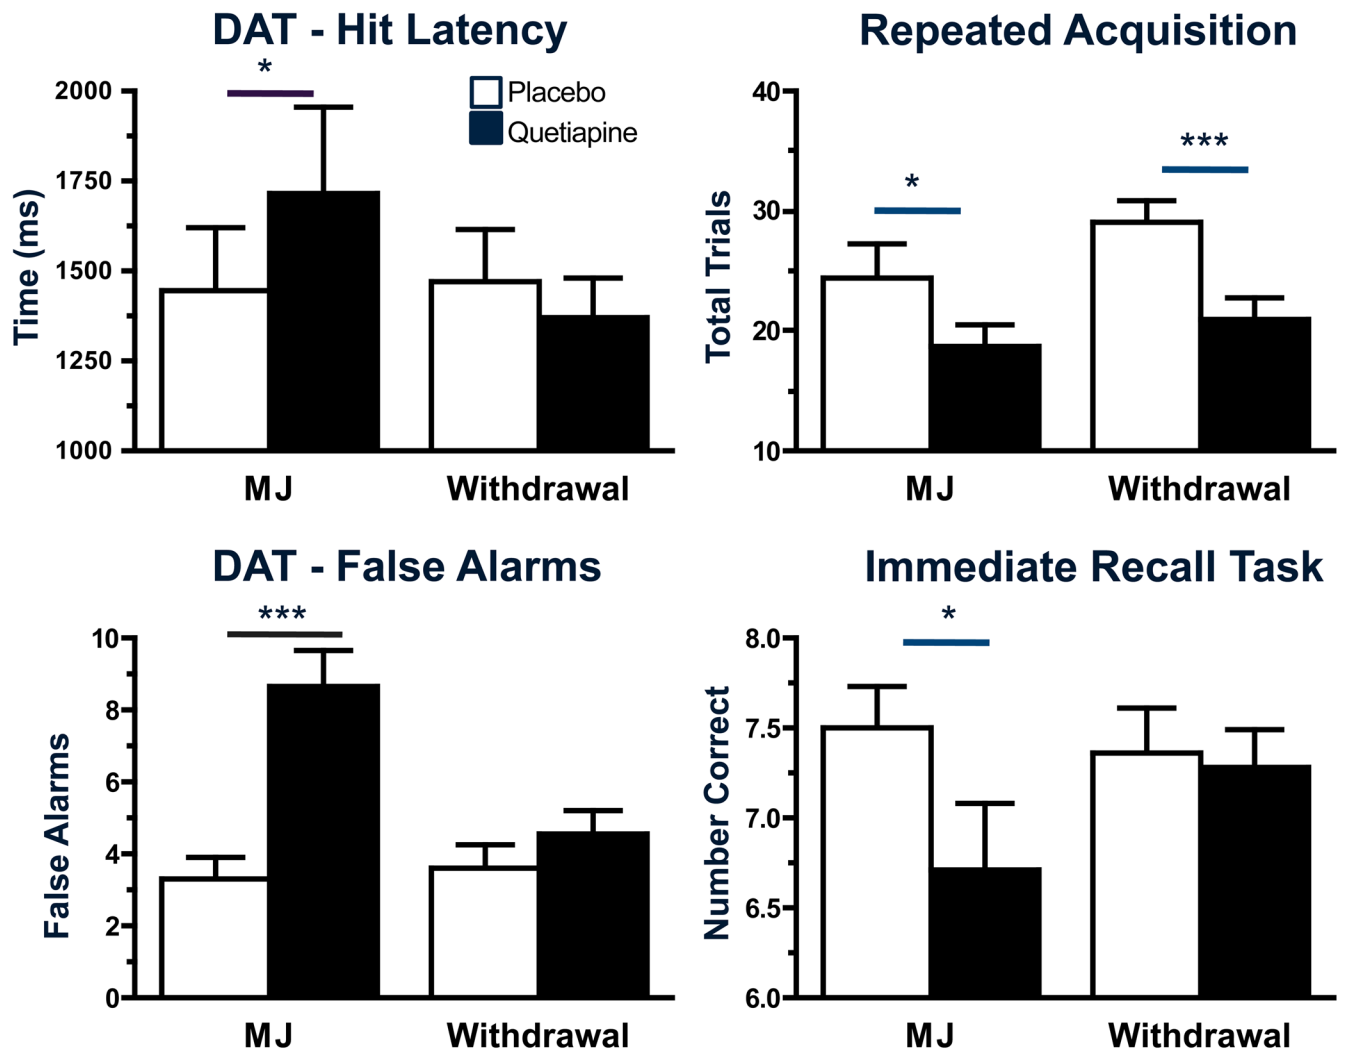 DAT - Hit Latency
*
Placebo
Quetiapine
2000
1750
1500
1250
1000
Time (ms)
MJ
Withdrawal
Repeated Acquisition
*
***
40
30
20
10
Total Trials
MJ
Withdrawal
DAT - False Alarms
***
10
8
6
4
2
0
False Alarms
MJ
Withdrawal
Immediate Recall Task
*
8.0
7.5
7.0
6.5
6.0
Number Correct
MJ
Withdrawal